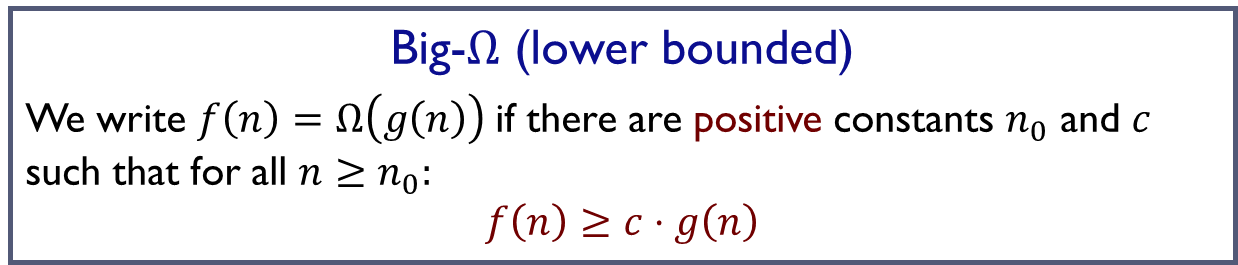 Big-Ω (lower bounded)
We write f(n) = Ω(g(n)) if there are positive constants n₀ and c
such that for all n ≥ n₀:
f(n) ≥ c · g(n)